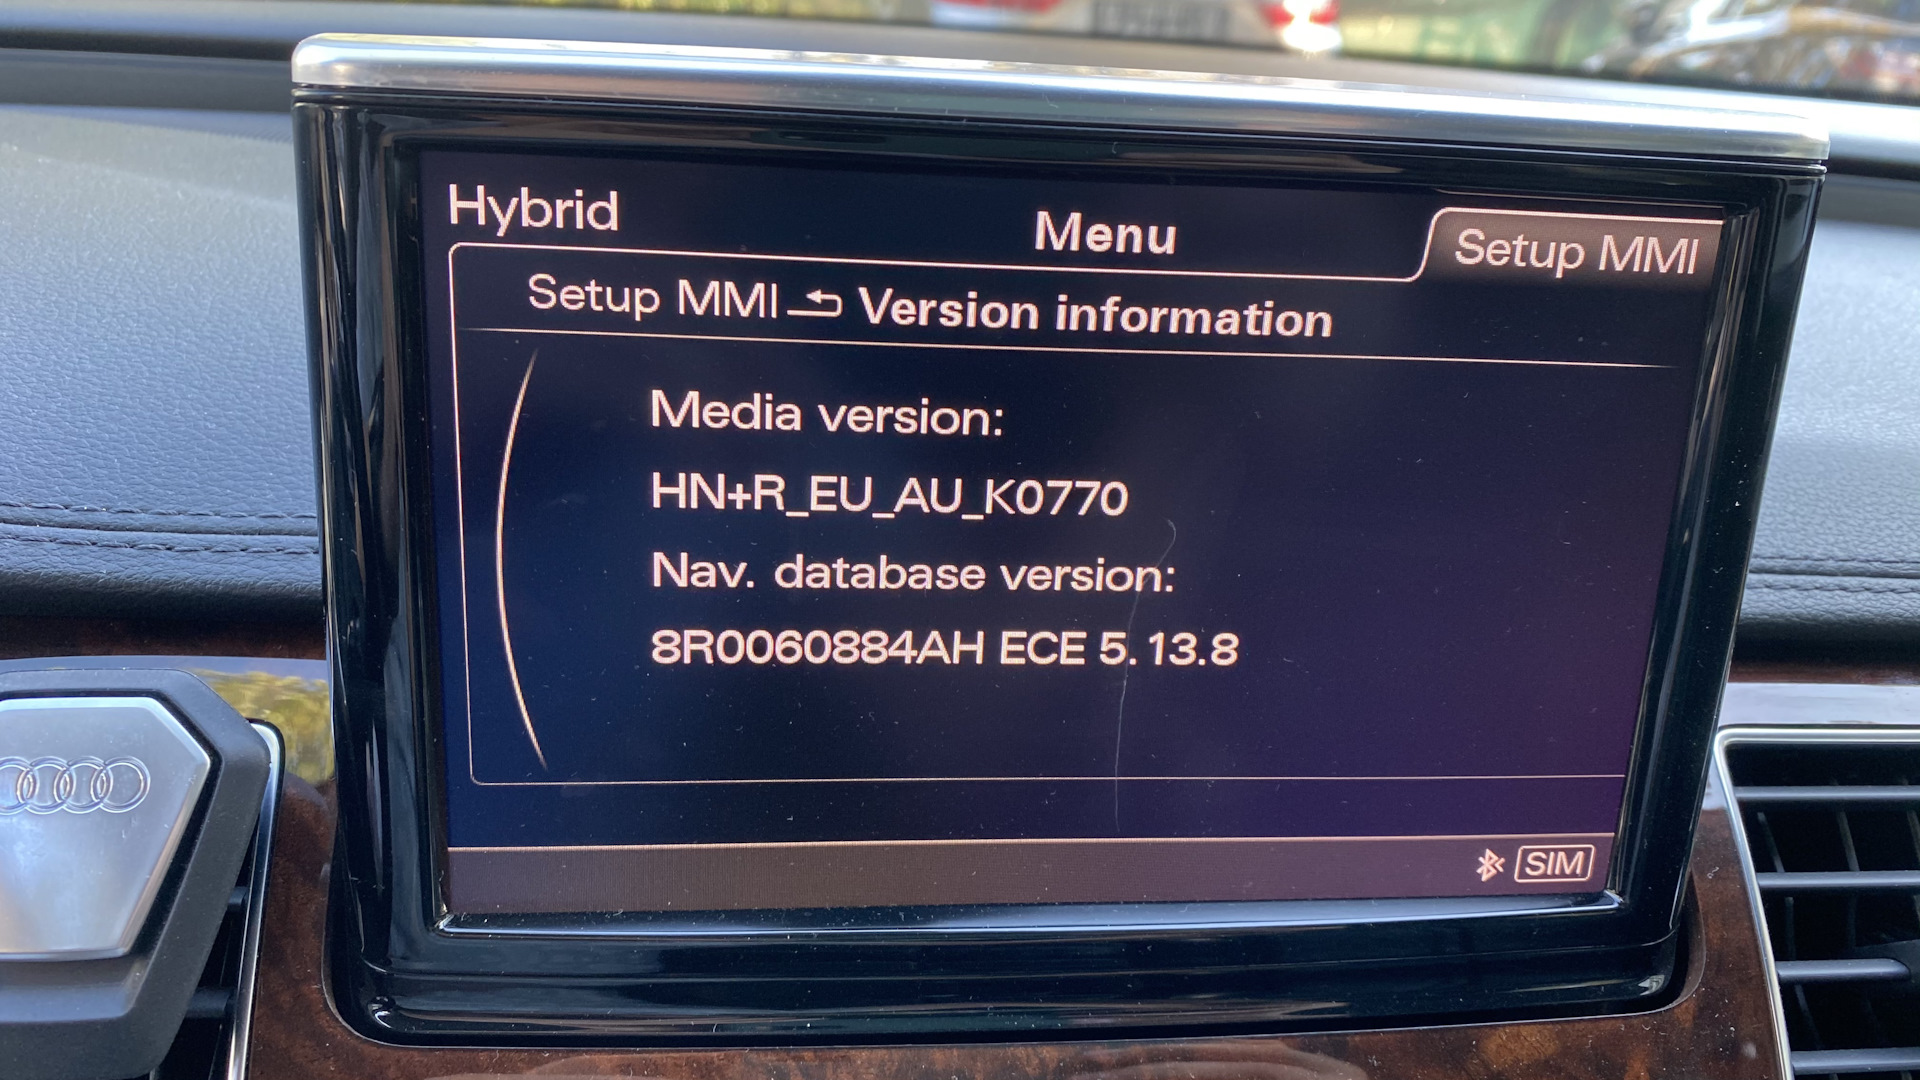 Hybrid
Menu
Setup MMI
Setup MMI Version information
Media version:
HN+R_EU_AU_K0770
Nav. database version:
8R0060884AH ECE 5.13.8
SIM